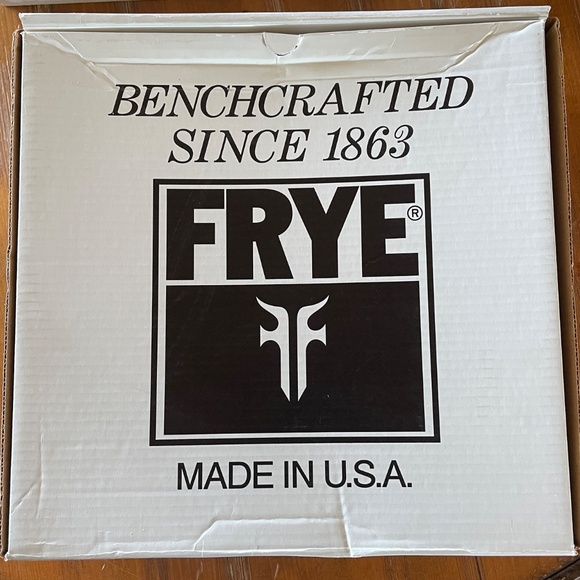 BENCHCRAFTED
SINCE 1863
FRYE®
MADE IN U.S.A.